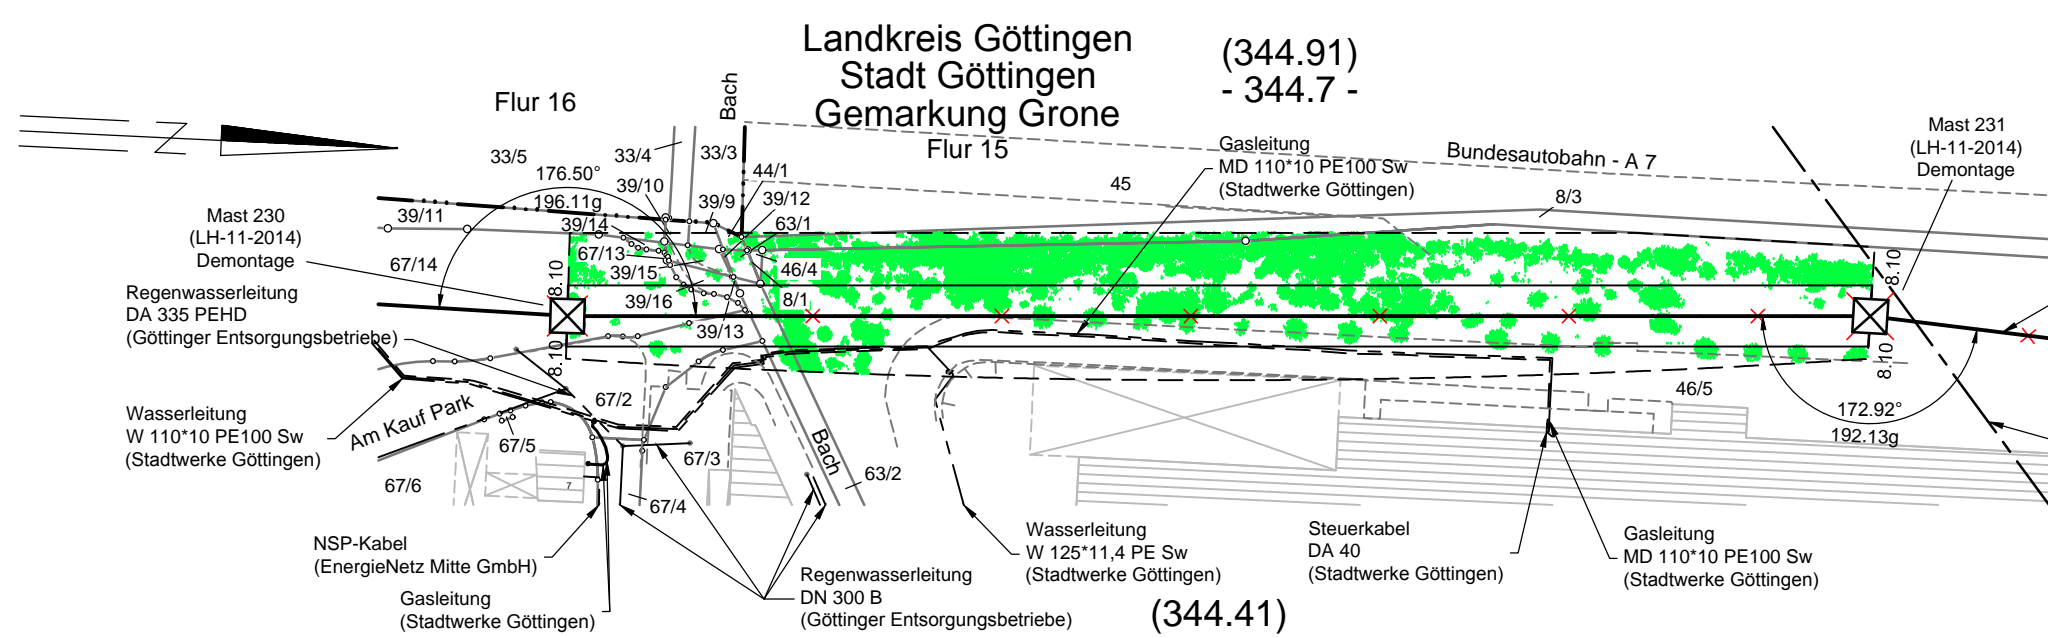 Landkreis Göttingen
Stadt Göttingen
Gemarkung Grone
(344.91)
- 344.7 -
Flur 16
Bach
Flur 15
33/5
33/4
33/3
176.50°
196.11g
39/10
44/1
39/9
39/12
39/11
39/14
63/1
67/13
39/15
46/4
67/14
39/16
8/1
39/13
45
Gasleitung
MD 110*10 PE100 Sw
(Stadtwerke Göttingen)
Bundesautobahn - A 7
8/3
Mast 231
(LH-11-2014)
Demontage
Mast 230
(LH-11-2014)
Demontage
8.10
8.10
8.10
8.10
Regenwasserleitung
DA 335 PEHD
(Göttinger Entsorgungsbetriebe)
Wasserleitung
W 110*10 PE100 Sw
(Stadtwerke Göttingen)
Am Kauf Park
67/2
67/5
67/3
67/6
67/4
7
Bach
63/2
46/5
172.92°
192.13g
NSP-Kabel
(EnergieNetz Mitte GmbH)
Gasleitung
(Stadtwerke Göttingen)
Regenwasserleitung
DN 300 B
(Göttinger Entsorgungsbetriebe)
Wasserleitung
W 125*11,4 PE Sw
(Stadtwerke Göttingen)
(344.41)
Steuerkabel
DA 40
(Stadtwerke Göttingen)
Gasleitung
MD 110*10 PE100 Sw
(Stadtwerke Göttingen)